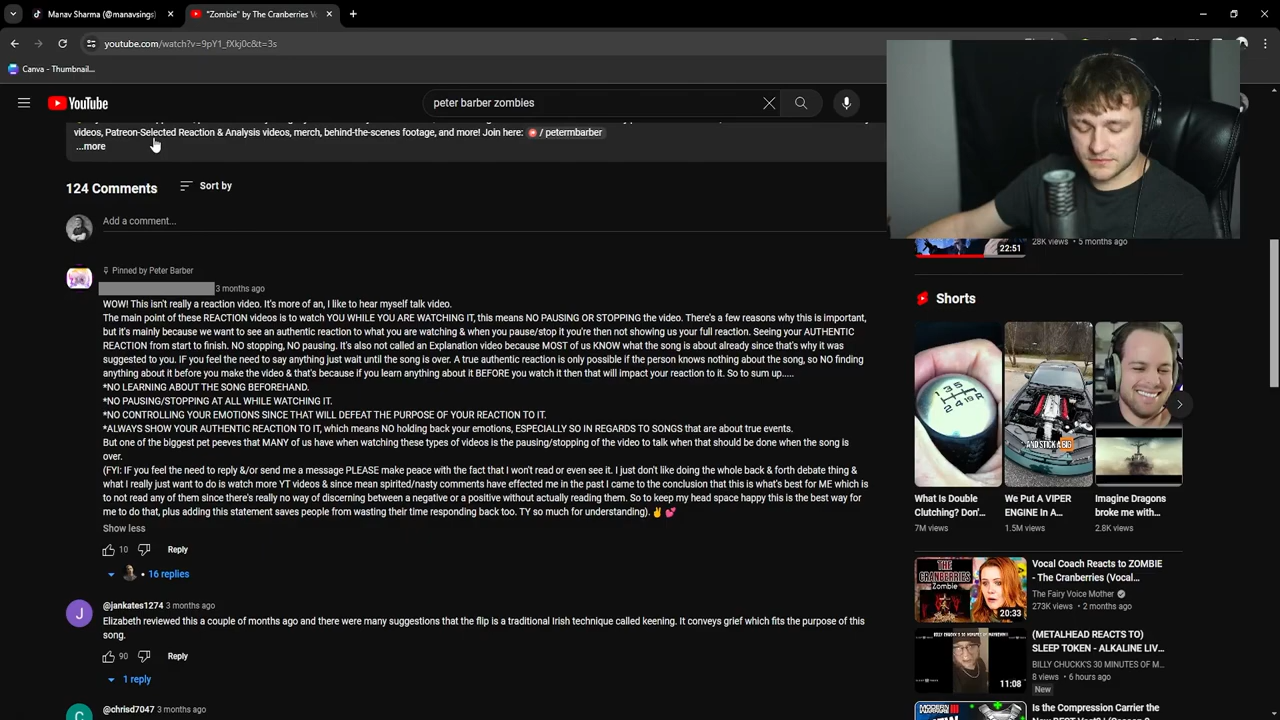 Manav Sharma (@manavsings)
"Zombie" by The Cranberries
youtube.com/watch?v=9pY1_fXkj0c&t=3s
Canva - Thumbnail...
YouTube
peter barber zombies
videos, Patreon-Selected Reaction & Analysis videos, merch, behind-the-scenes footage, and more! Join here: / petermbarber
...more
124 Comments
Sort by
Add a comment...
Pinned by Peter Barber
3 months ago
WOW! This isn't really a reaction video. It's more of an, I like to hear myself talk video.
The main point of these REACTION videos is to watch YOU WHILE YOU ARE WATCHING IT, this means NO PAUSING OR STOPPING the video. There's a few reasons why this is important,
but it's mainly because we want to see an authentic reaction to what you are watching & when you pause/stop it you're then not showing us your full reaction. Seeing your AUTHENTIC
REACTION from start to finish. NO stopping, NO pausing. It's also not called an Explanation video because MOST of us KNOW what the song is about already since that's why it was
suggested to you. IF you feel the need to say anything just wait until the song is over. A true authentic reaction is only possible if the person knows nothing about the song, so NO finding
anything about it before you make the video & that's because if you learn anything about it BEFORE you watch it then that will impact your reaction to it. So to sum up.....
*NO LEARNING ABOUT THE SONG BEFOREHAND.
*NO PAUSING/STOPPING AT ALL WHILE WATCHING IT.
*NO CONTROLLING YOUR EMOTIONS SINCE THAT WILL DEFEAT THE PURPOSE OF YOUR REACTION TO IT.
*ALWAYS SHOW YOUR AUTHENTIC REACTION TO IT, which means NO holding back your emotions, ESPECIALLY SO IN REGARDS TO SONGS that are about true events.
But one of the biggest pet peeves that MANY of us have when watching these types of videos is the pausing/stopping of the video to talk when that should be done when the song is
over.
(FYI: IF you feel the need to reply &/or send me a message PLEASE make peace with the fact that I won't read or even see it. I just don't like doing the whole back & forth debate thing &
what I really just want to do is watch more YT videos & since mean spirited/nasty comments have effected me in the past I came to the conclusion that this is what's best for ME which is
to not read any of them since there's really no way of discerning between a negative or a positive without actually reading them. So to keep my head space happy this is the best way for
me to do that, plus adding this statement saves people from wasting their time responding back too. TY so much for understanding). ✌💕
Show less
10
Reply
16 replies
@jankates1274 3 months ago
Elizabeth reviewed this a couple of months ago and there were many suggestions that the flip is a traditional Irish technique called keening. It conveys grief which fits the purpose of this
song.
90
Reply
1 reply
@chrisd7047 3 months ago
28K views • 5 months ago
22:51
Shorts
AND STICK A BIG
What Is Double
Clutching? Don'...
7M views
We Put A VIPER
ENGINE In A...
1.5M views
Imagine Dragons
broke me with...
2.8K views
THE
CRANBERRIES
Zombie
20:33
Vocal Coach Reacts to ZOMBIE
- The Cranberries (Vocal...
The Fairy Voice Mother
273K views • 2 months ago
11:08
(METALHEAD REACTS TO)
SLEEP TOKEN - ALKALINE LIV...
BILLY CHUCKK'S 30 MINUTES OF M...
8 views • 6 hours ago
New
Is the Compression Carrier the